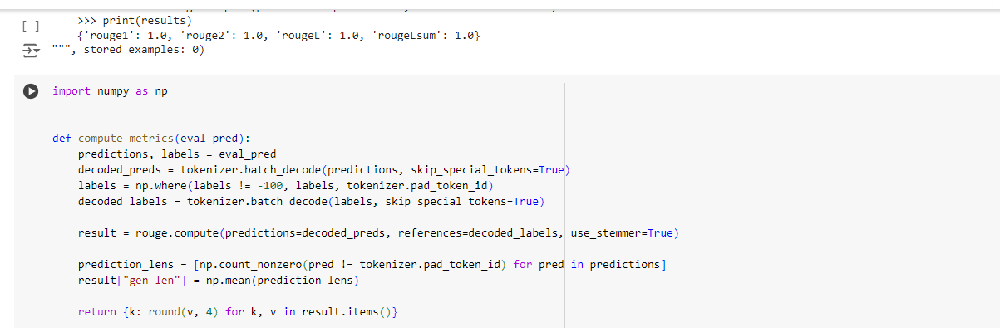 [ ]
>>> print(results)
{'rouge1': 1.0, 'rouge2': 1.0, 'rougeL': 1.0, 'rougeLsum': 1.0}
""", stored examples: 0)
import numpy as np
def compute_metrics(eval_pred):
predictions, labels = eval_pred
decoded_preds = tokenizer.batch_decode(predictions, skip_special_tokens=True)
labels = np.where(labels != -100, labels, tokenizer.pad_token_id)
decoded_labels = tokenizer.batch_decode(labels, skip_special_tokens=True)
result = rouge.compute(predictions=decoded_preds, references=decoded_labels, use_stemmer=True)
prediction_lens = [np.count_nonzero(pred != tokenizer.pad_token_id) for pred in predictions]
result["gen_len"] = np.mean(prediction_lens)
return {k: round(v, 4) for k, v in result.items()}